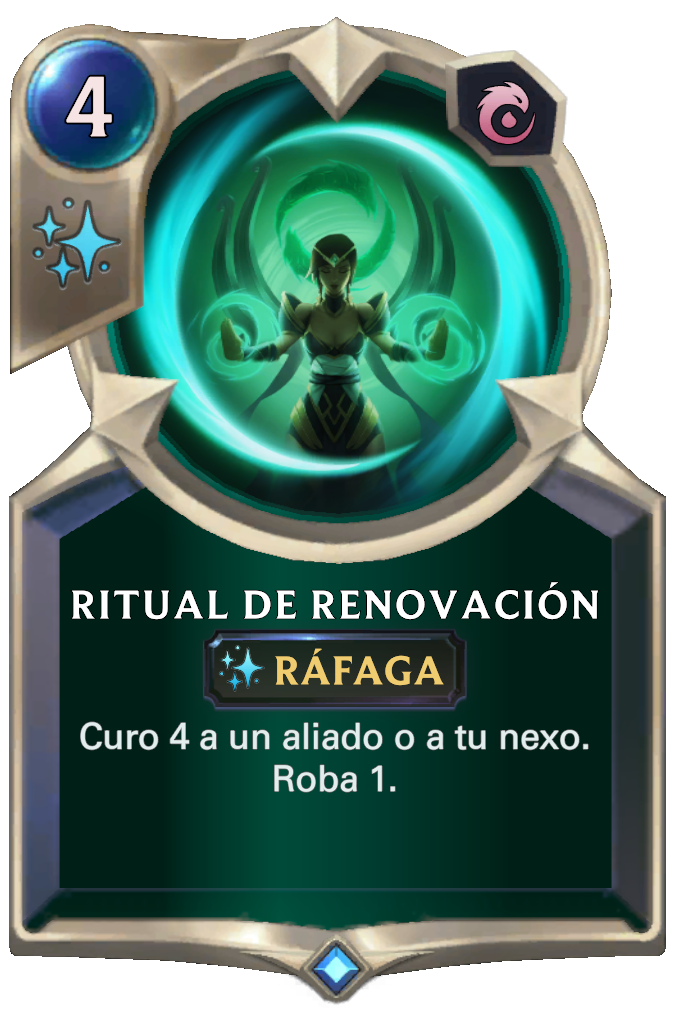 4
RITUAL DE RENOVACIÓN
RÁFAGA
Curo 4 a un aliado o a tu nexo.
Roba 1.